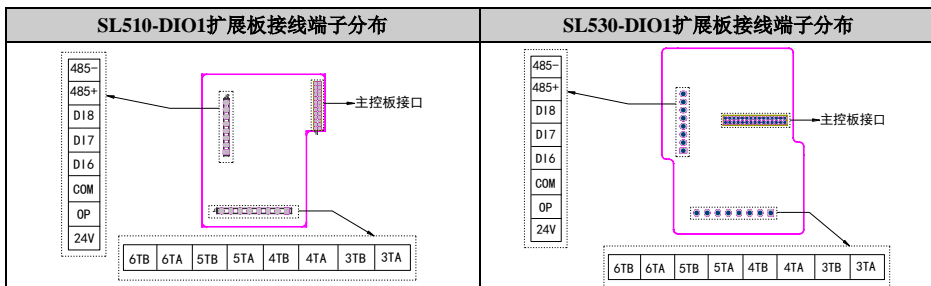 SL510-DIO1扩展板接线端子分布
485-
485+
DI8
DI7
DI6
COM
OP
24V
主控板接口
6TB 6TA 5TB 5TA 4TB 4TA 3TB 3TA
SL530-DIO1扩展板接线端子分布
485-
485+
DI8
DI7
DI6
COM
OP
24V
主控板接口
6TB 6TA 5TB 5TA 4TB 4TA 3TB 3TA